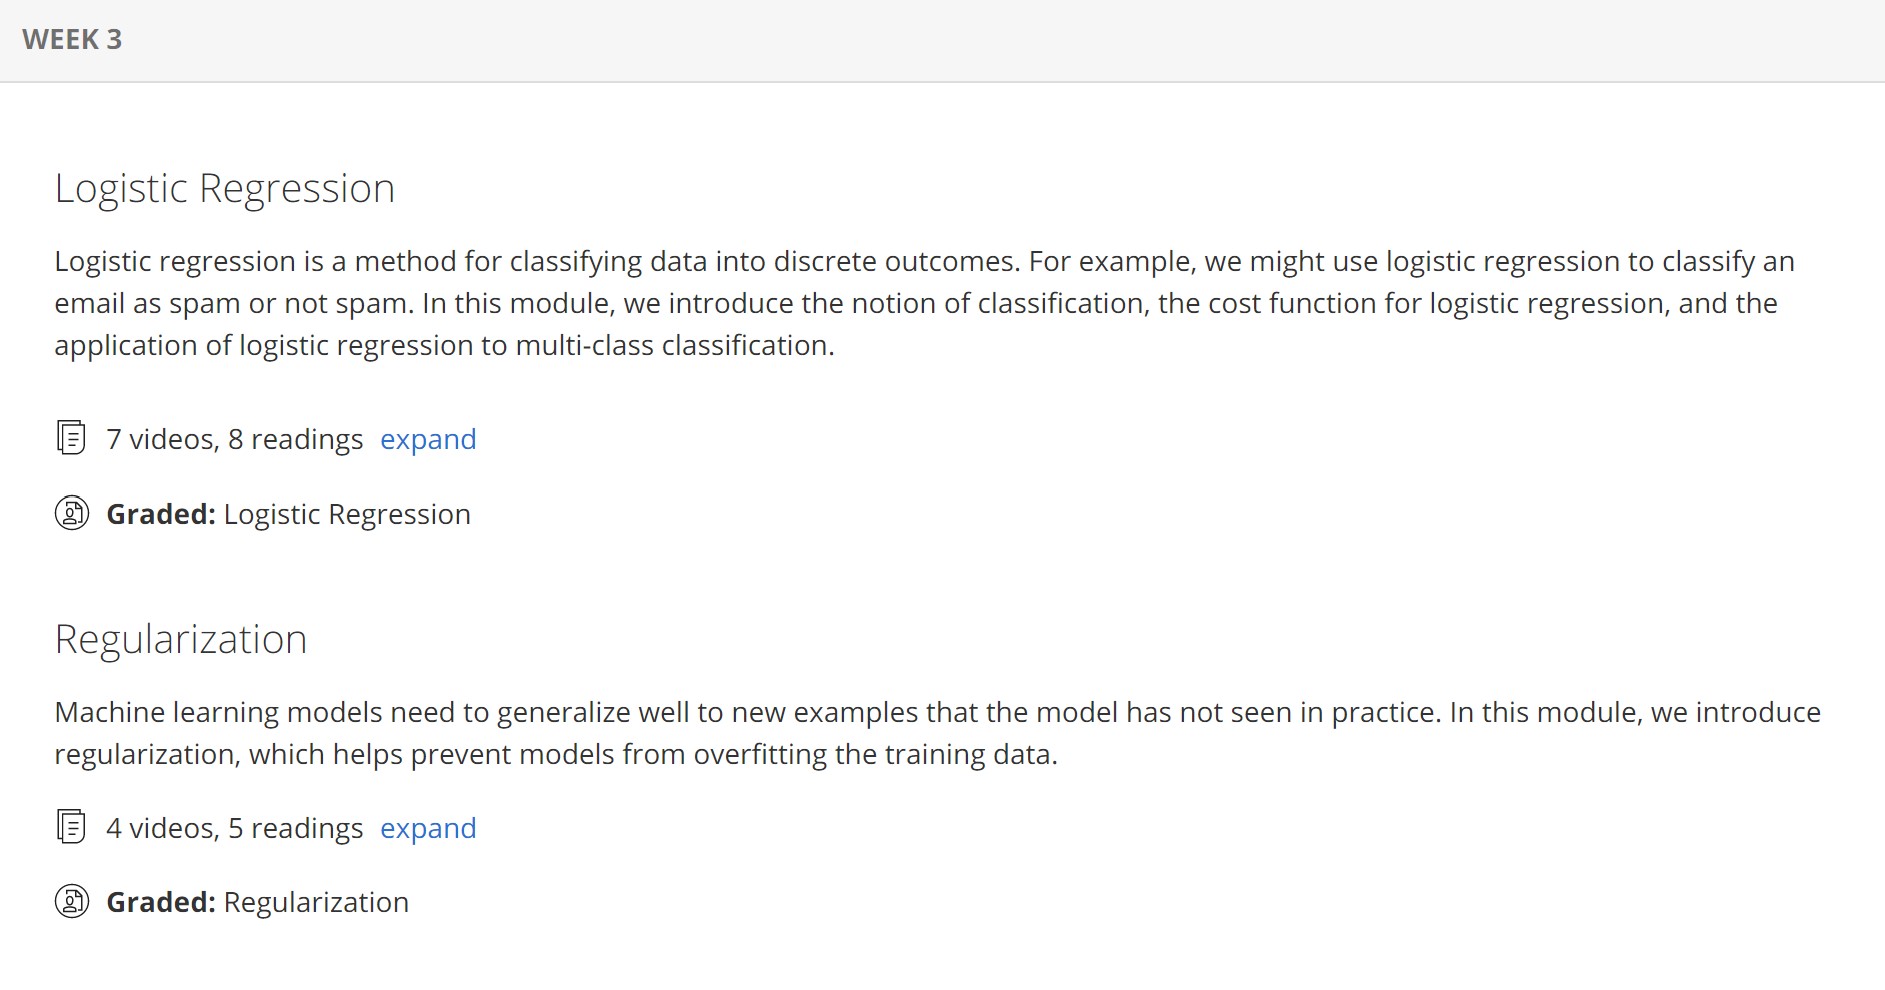 WEEK 3
Logistic Regression
Logistic regression is a method for classifying data into discrete outcomes. For example, we might use logistic regression to classify an
email as spam or not spam. In this module, we introduce the notion of classification, the cost function for logistic regression, and the
application of logistic regression to multi-class classification.
7 videos, 8 readings expand
Graded: Logistic Regression
Regularization
Machine learning models need to generalize well to new examples that the model has not seen in practice. In this module, we introduce
regularization, which helps prevent models from overfitting the training data.
4 videos, 5 readings expand
Graded: Regularization